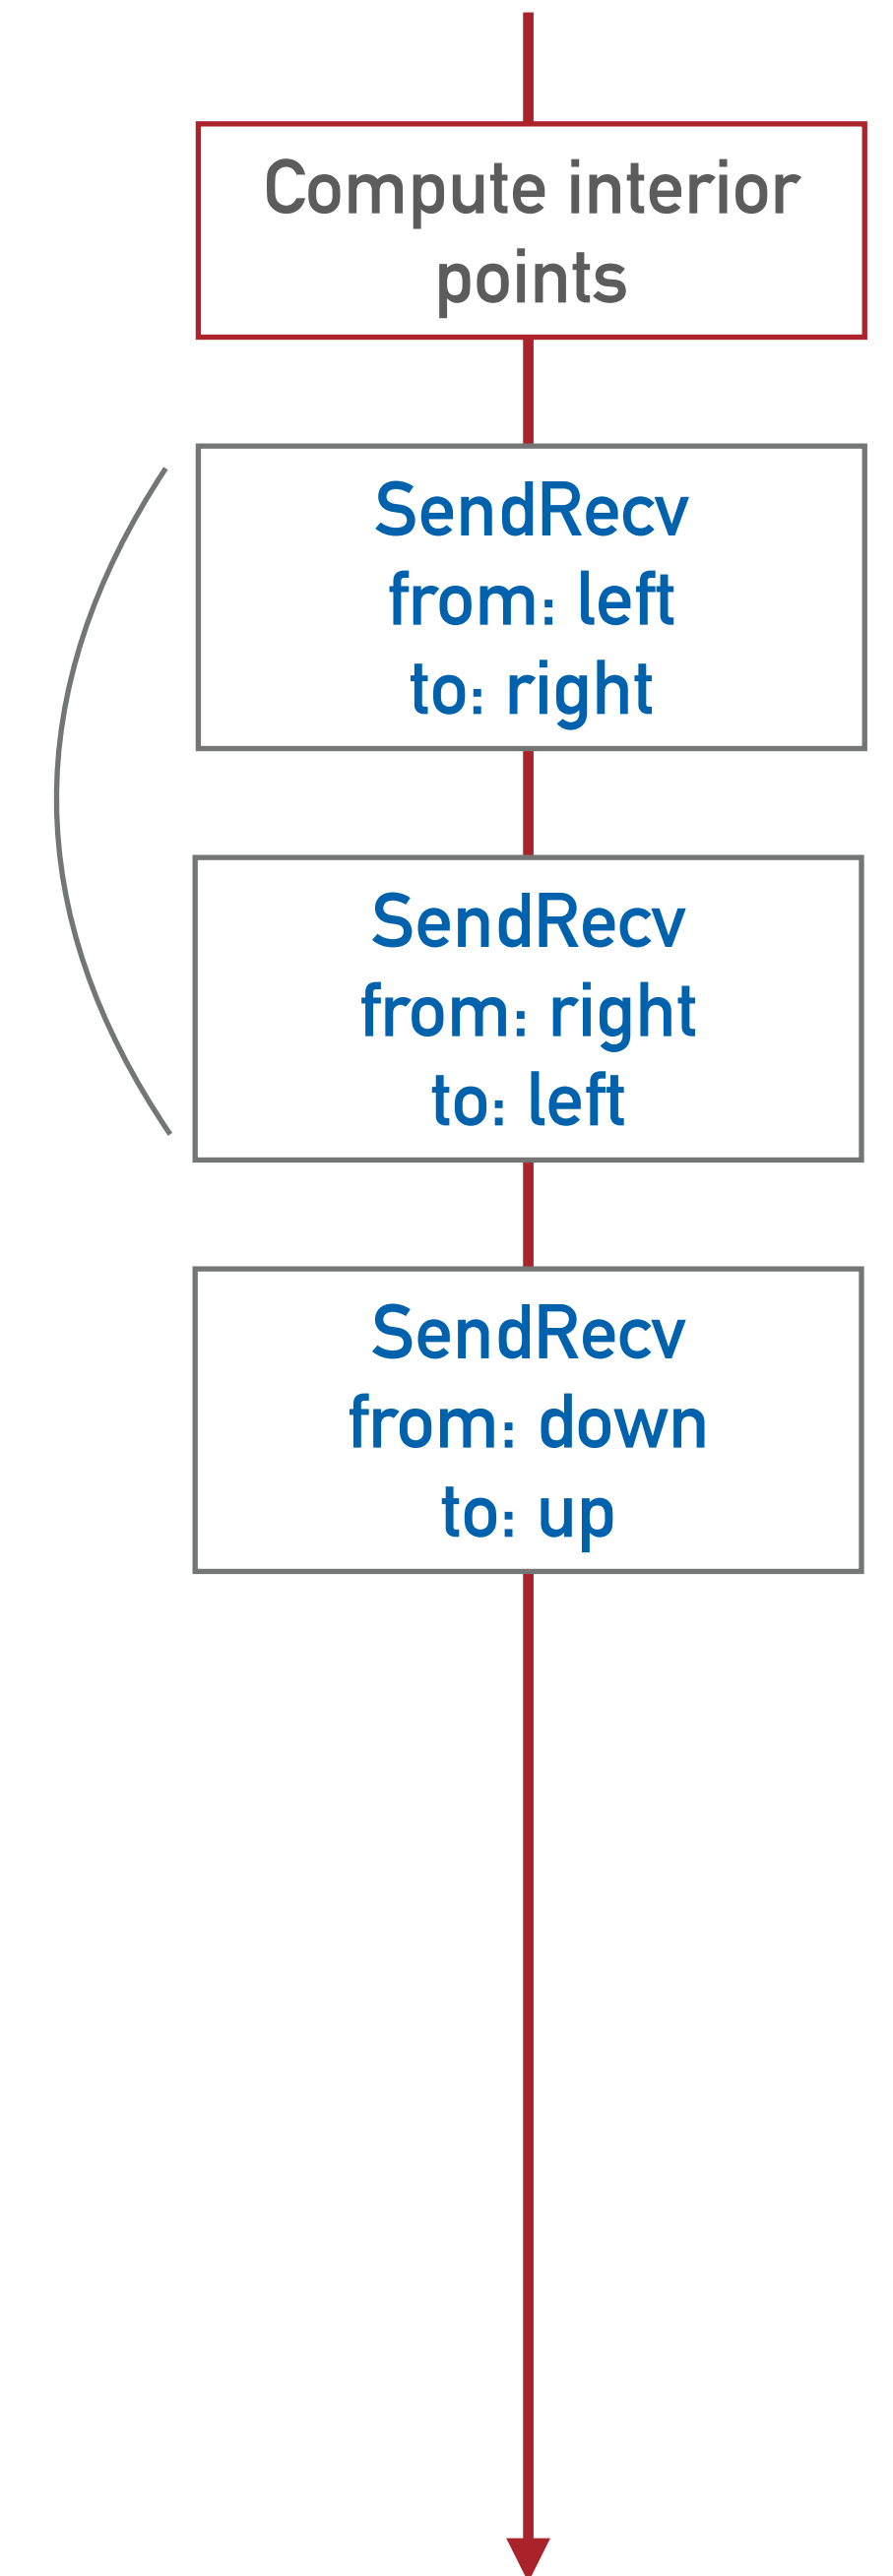 Compute interior
points
SendRecv
from: left
to: right
SendRecv
from: right
to: left
SendRecv
from: down
to: up